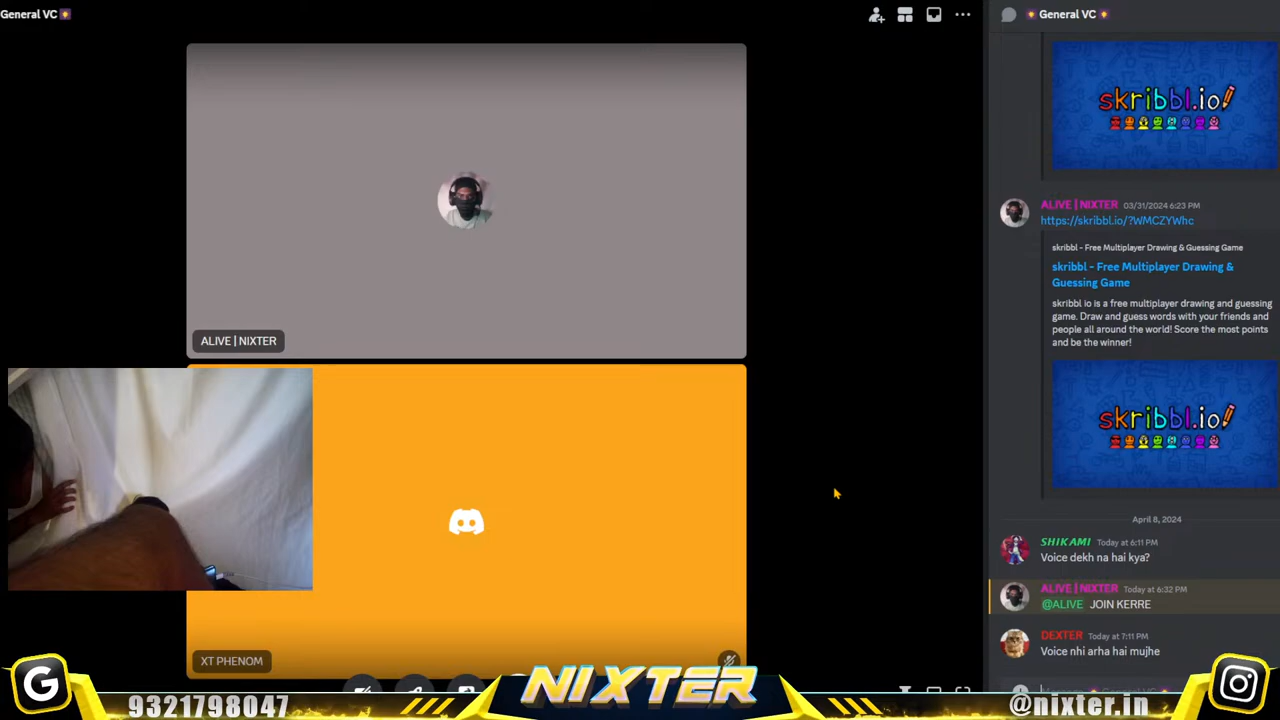 General VC
General VC
skribbl.io
ALIVE | NIXTER 03/31/2024 6:23 PM
https://skribbl.io/?WMCZYWhc
skribbl - Free Multiplayer Drawing & Guessing Game
skribbl - Free Multiplayer Drawing &
Guessing Game
skribbl io is a free multiplayer drawing and guessing
game. Draw and guess words with your friends and
people all around the world! Score the most points
and be the winner!
skribbl.io
April 8, 2024
SHIKAMI Today at 6:11 PM
Voice dekh na hai kya?
ALIVE | NIXTER Today at 6:32 PM
@ALIVE JOIN KERRE
DEXTER Today at 7:11 PM
Voice nhi arha hai mujhe
ALIVE | NIXTER
XT PHENOM
G
9321798047
NIXTER
@nixter.in